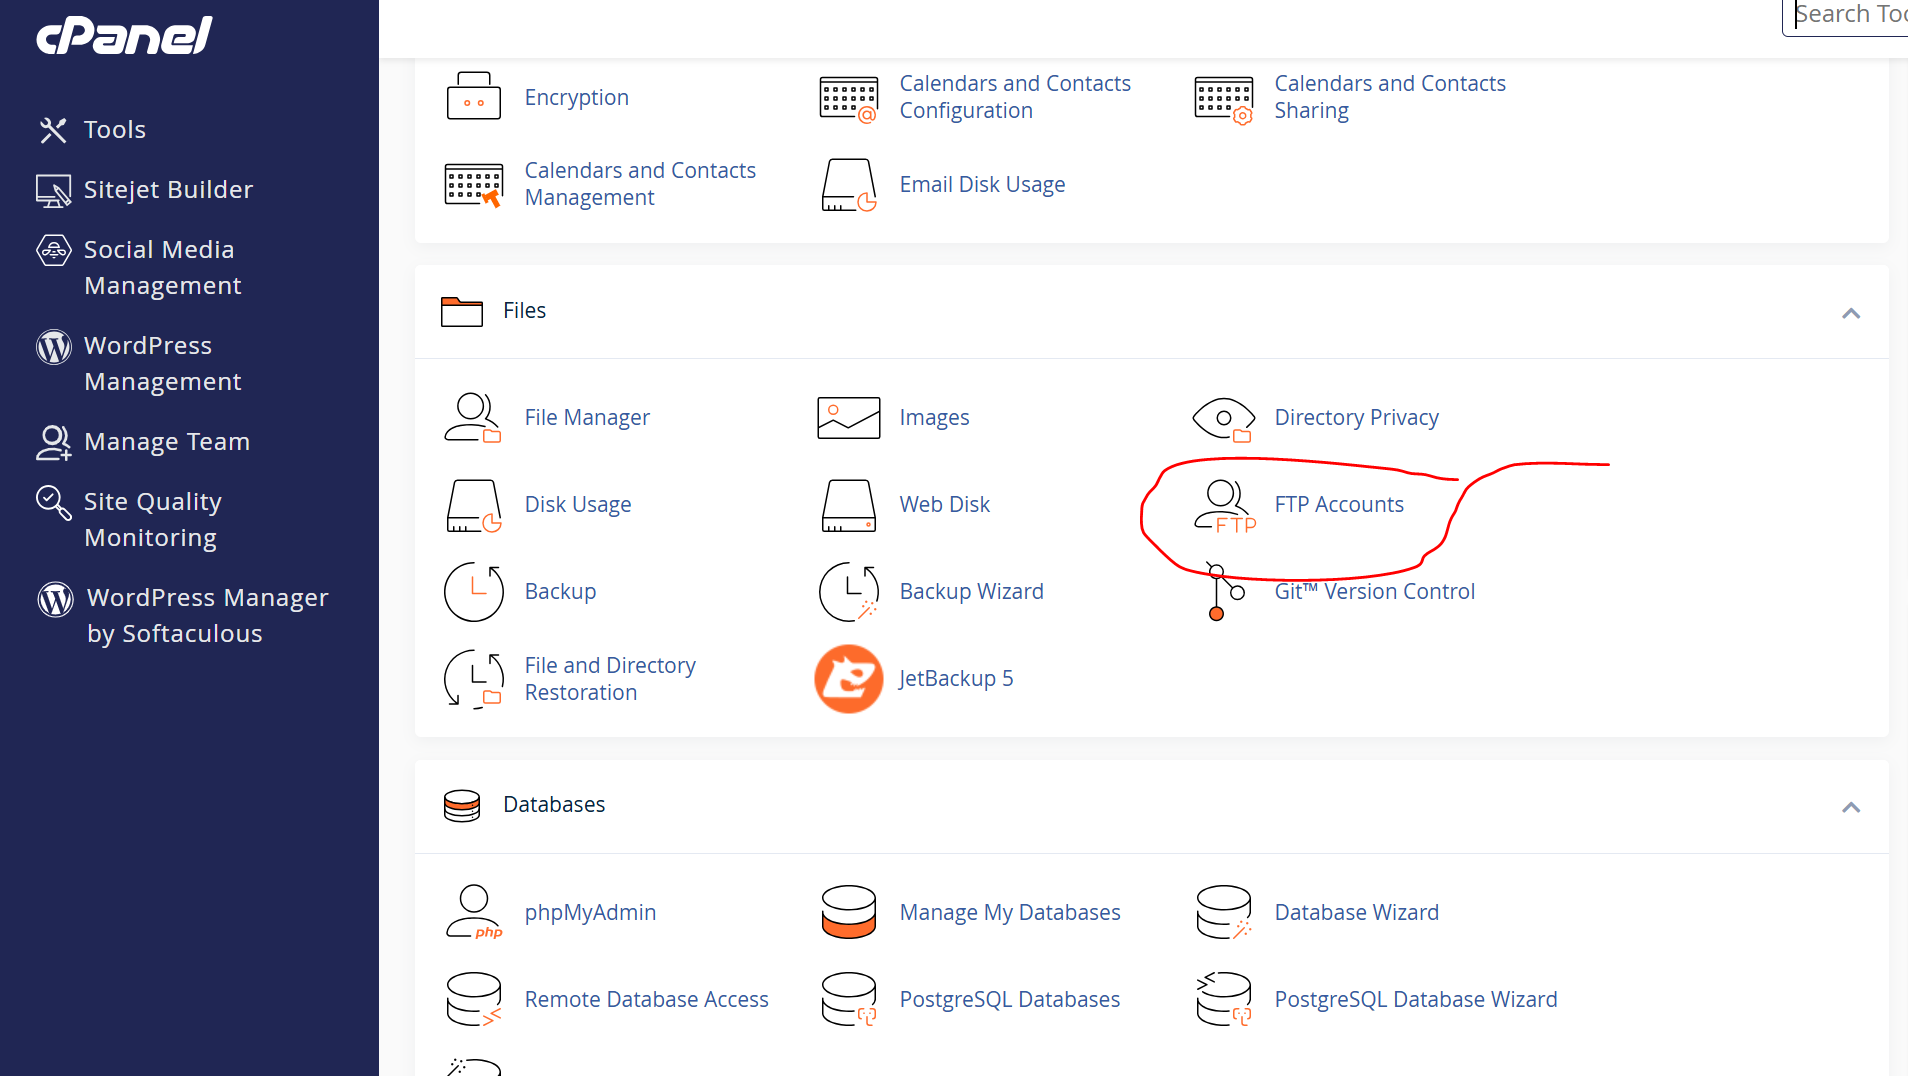 cPanel
Search Too
Tools
Sitejet Builder
Social Media
Management
WordPress
Management
Manage Team
Site Quality
Monitoring
WordPress Manager
by Softaculous
Encryption
Calendars and Contacts
Configuration
Calendars and Contacts
Sharing
Calendars and Contacts
Management
Email Disk Usage
Files
File Manager
Images
Directory Privacy
Disk Usage
Web Disk
FTP
FTP Accounts
Backup
Backup Wizard
Git™ Version Control
File and Directory
Restoration
JetBackup 5
Databases
php
phpMyAdmin
Manage My Databases
Database Wizard
Remote Database Access
PostgreSQL Databases
PostgreSQL Database Wizard